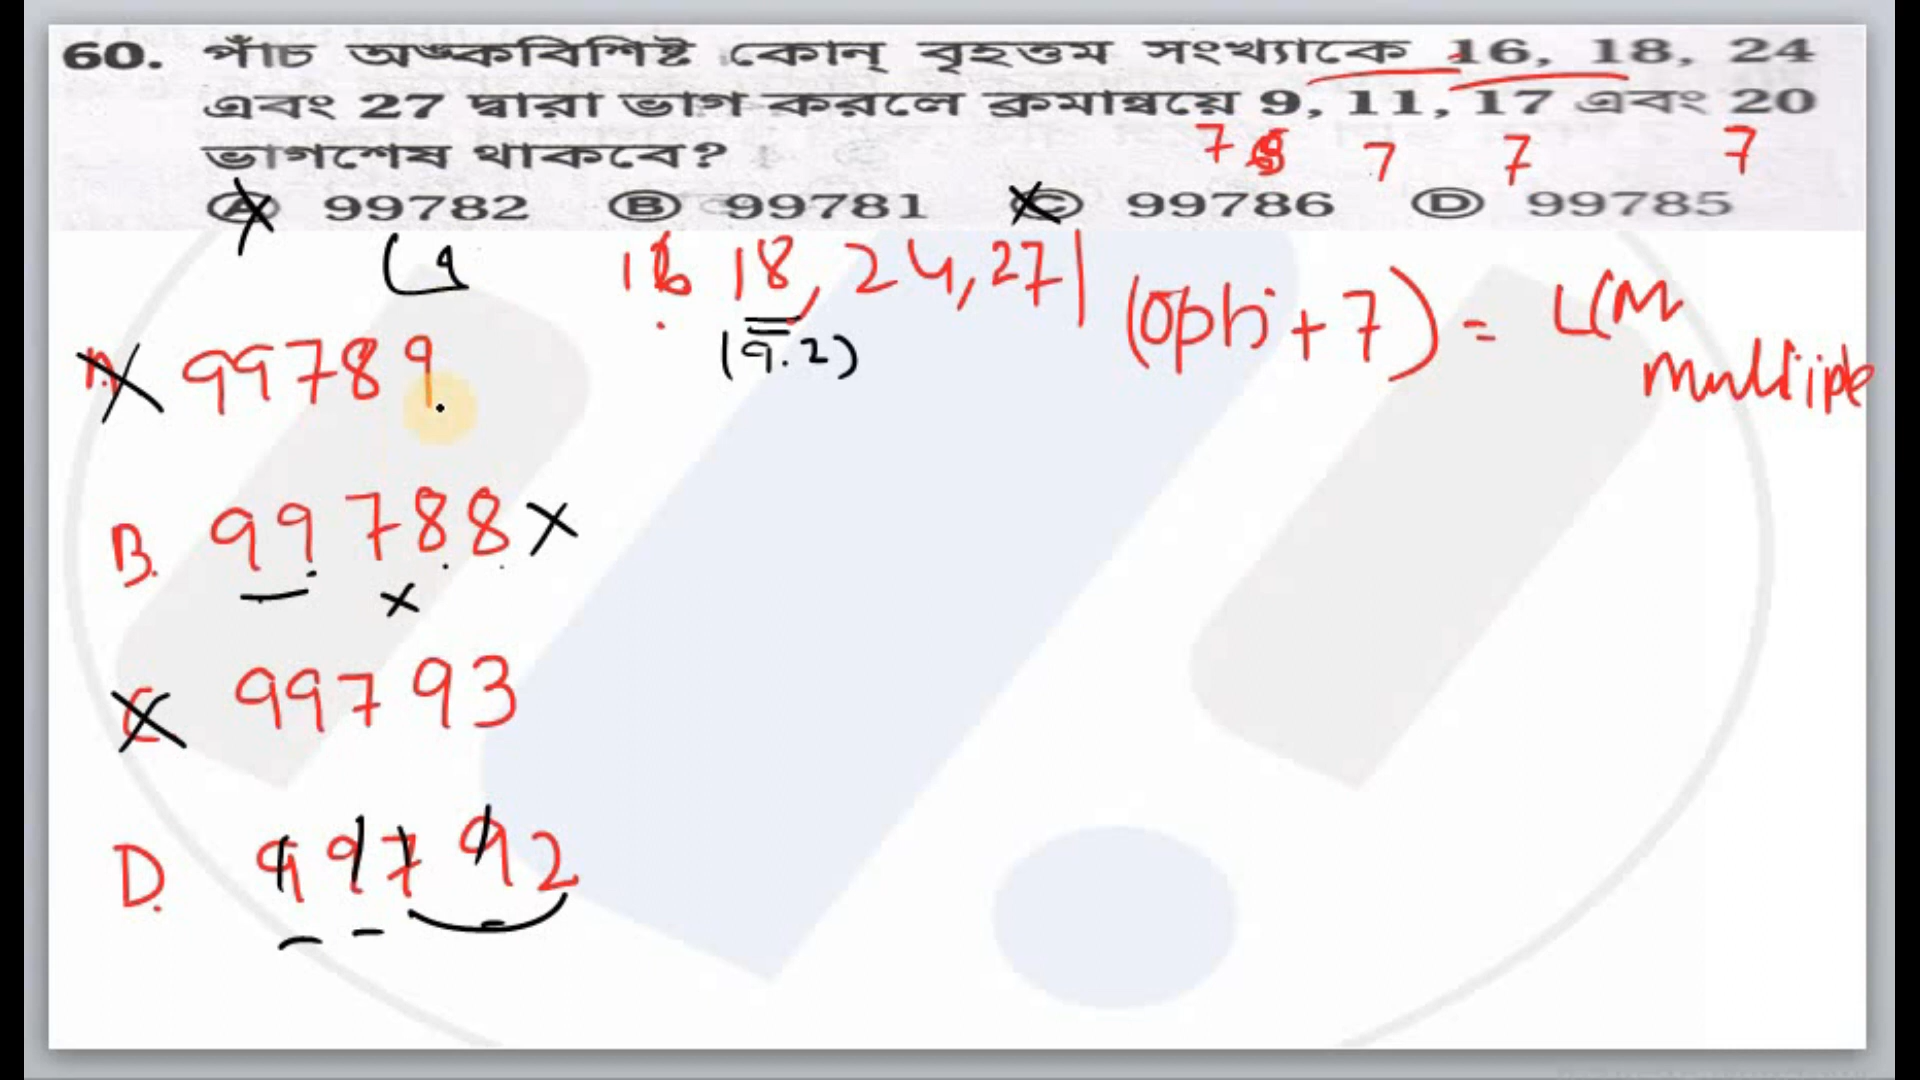 60. পাঁচ অঙ্কবিশিষ্ট কোন্ বৃহত্তম সংখ্যাকে 16, 18, 24
এবং 27 দ্বারা ভাগ করলে ক্রমান্বয়ে 9, 11, 17 এবং 20
ভাগশেষ থাকবে?
7 7 7 7
A 99782 B 99781 C 99786 D 99785
16 18, 24, 27 (opti + 7) = LCM
multiple
(9.2)
9
A. 99789
B. 99788 x
x
C 99793
D. 99792